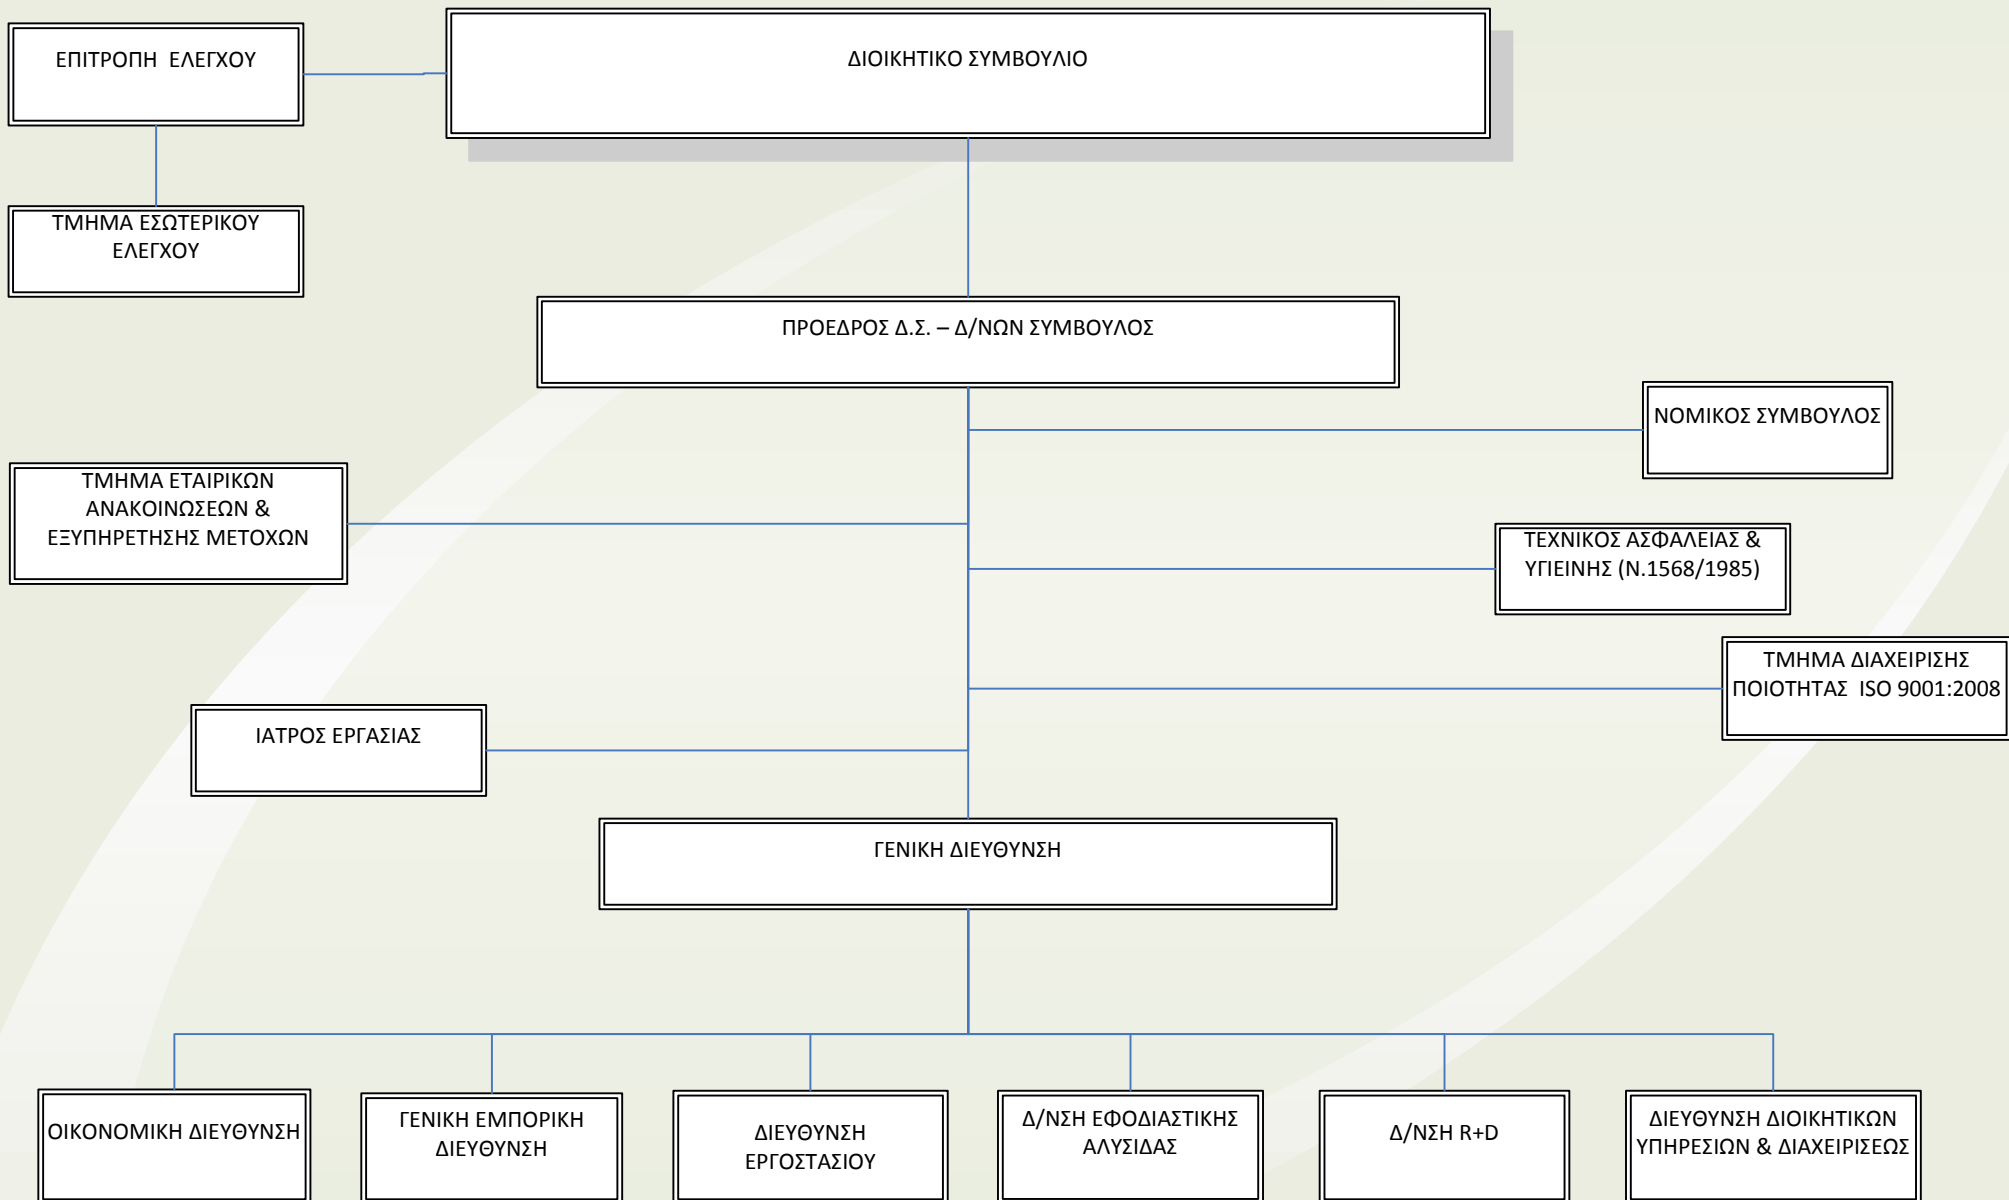 ΕΠΙΤΡΟΠΗ ΕΛΕΓΧΟΥ
ΔΙΟΙΚΗΤΙΚΟ ΣΥΜΒΟΥΛΙΟ
ΤΜΗΜΑ ΕΣΩΤΕΡΙΚΟΥ
ΕΛΕΓΧΟΥ
ΠΡΟΕΔΡΟΣ Δ.Σ. – Δ/ΝΩΝ ΣΥΜΒΟΥΛΟΣ
ΝΟΜΙΚΟΣ ΣΥΜΒΟΥΛΟΣ
ΤΜΗΜΑ ΕΤΑΙΡΙΚΩΝ
ΑΝΑΚΟΙΝΩΣΕΩΝ &
ΕΞΥΠΗΡΕΤΗΣΗΣ ΜΕΤΟΧΩΝ
ΤΕΧΝΙΚΟΣ ΑΣΦΑΛΕΙΑΣ &
ΥΓΙΕΙΝΗΣ (Ν.1568/1985)
ΤΜΗΜΑ ΔΙΑΧΕΙΡΙΣΗΣ
ΠΟΙΟΤΗΤΑΣ ISO 9001:2008
ΙΑΤΡΟΣ ΕΡΓΑΣΙΑΣ
ΓΕΝΙΚΗ ΔΙΕΥΘΥΝΣΗ
ΟΙΚΟΝΟΜΙΚΗ ΔΙΕΥΘΥΝΣΗ
ΓΕΝΙΚΗ ΕΜΠΟΡΙΚΗ
ΔΙΕΥΘΥΝΣΗ
ΔΙΕΥΘΥΝΣΗ
ΕΡΓΟΣΤΑΣΙΟΥ
Δ/ΝΣΗ ΕΦΟΔΙΑΣΤΙΚΗΣ
ΑΛΥΣΙΔΑΣ
Δ/ΝΣΗ R+D
ΔΙΕΥΘΥΝΣΗ ΔΙΟΙΚΗΤΙΚΩΝ
ΥΠΗΡΕΣΙΩΝ & ΔΙΑΧΕΙΡΙΣΕΩΣ